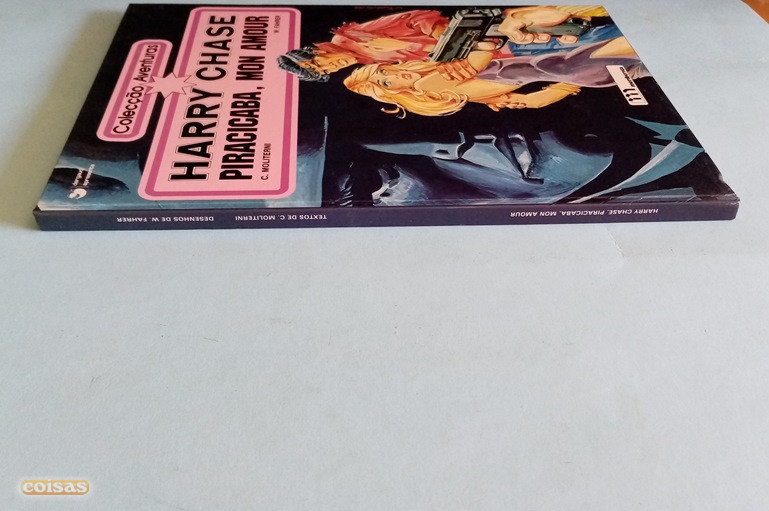 Colecção Aventuras
HARRY CHASE
PIRACICABA, MON AMOUR
C. MOLITERNI
W. FAHRER
HARRY CHASE, PIRACICABA, MON AMOUR
TEXTOS DE C. MOLITERNI
DESENHOS DE W. FAHRER
coisas